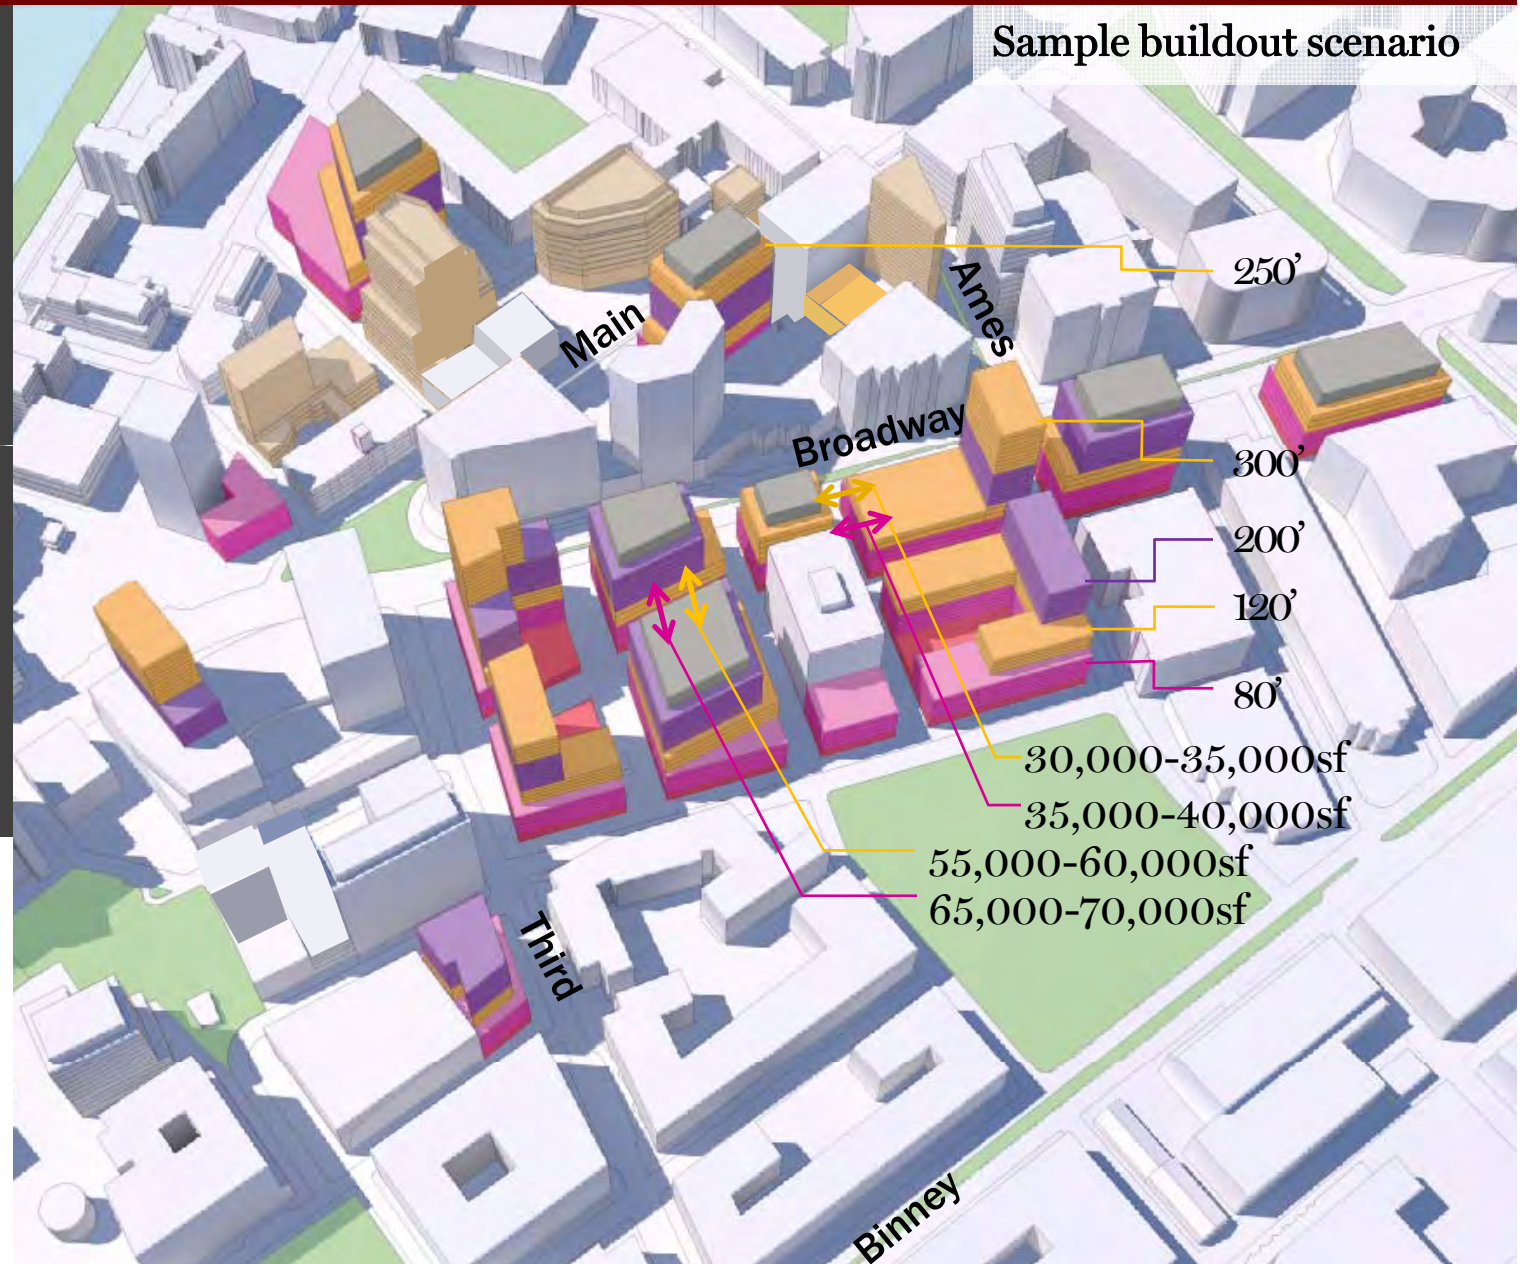 Sample buildout scenario
250’
Ames
Main
Broadway
300’
200’
120’
80’
30,000-35,000sf
35,000-40,000sf
55,000-60,000sf
65,000-70,000sf
Third
Binney